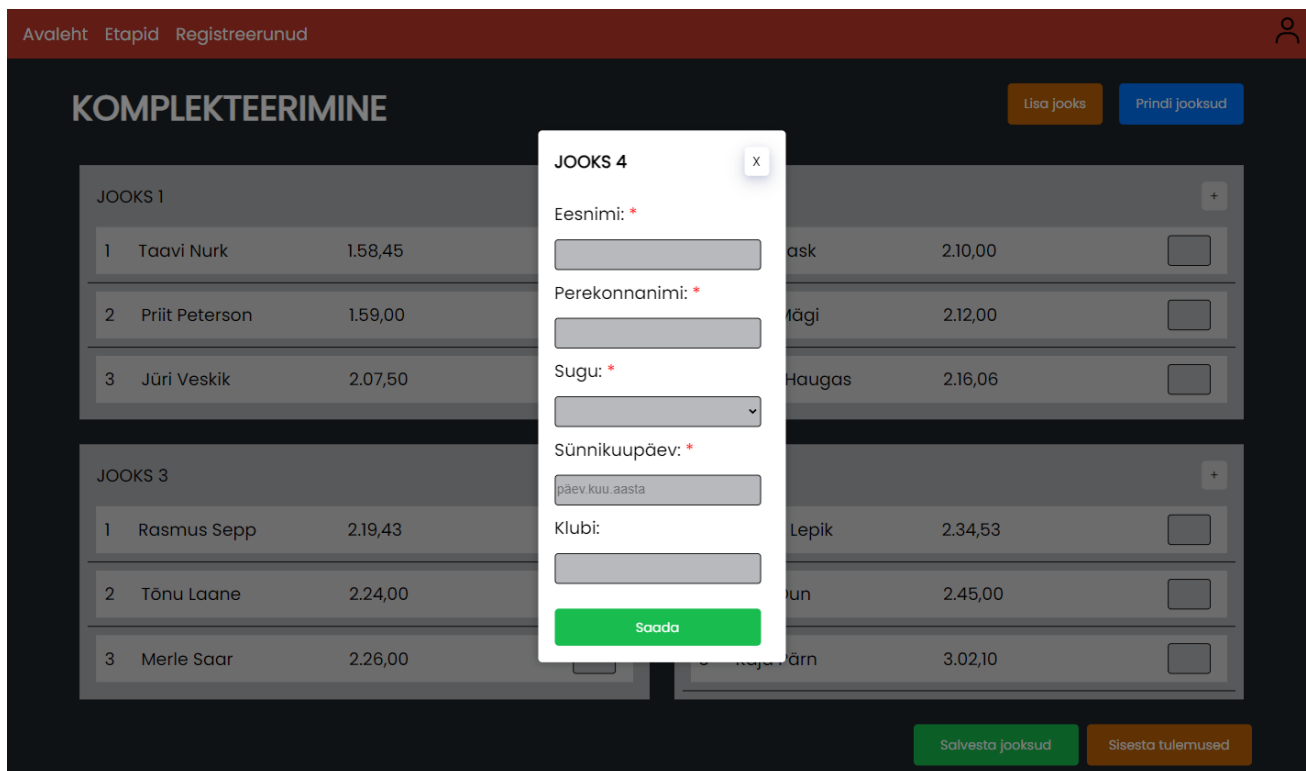 Avaleht Etapid Registreerunud
KOMPLEKTEERIMINE
Lisa jooks
Prindi jooksud
JOOKS 1
1 Taavi Nurk 1.58,45
2 Priit Peterson 1.59,00
3 Jüri Veskik 2.07,50
+
ask 2.10,00
Mägi 2.12,00
Haugas 2.16,06
JOOKS 3
1 Rasmus Sepp 2.19,43
2 Tõnu Laane 2.24,00
3 Merle Saar 2.26,00
+
Lepik 2.34,53
un 2.45,00
Pärn 3.02,10
JOOKS 4
X
Eesnimi: *
Perekonnanimi: *
Sugu: *
Sünnikuupäev: *
päev.kuu.aasta
Klubi:
Saada
Salvesta jooksud
Sisesta tulemused